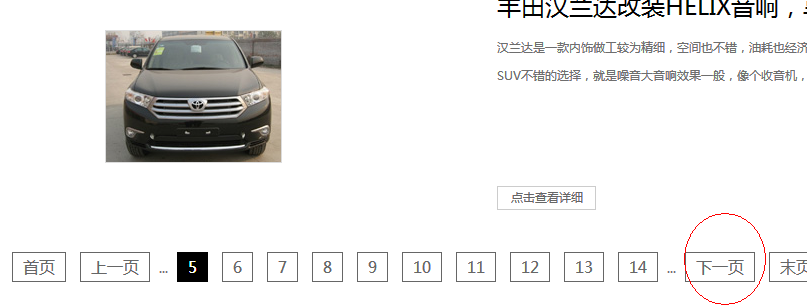 丰田汉兰达改装HELIX音响，
汉兰达是一款内饰做工较为精细，空间也不错，油耗也经济
SUV不错的选择，就是噪音大音响效果一般，像个收音机，
点击查看详细
首页 上一页 ... 5 6 7 8 9 10 11 12 13 14 ... 下一页 末页